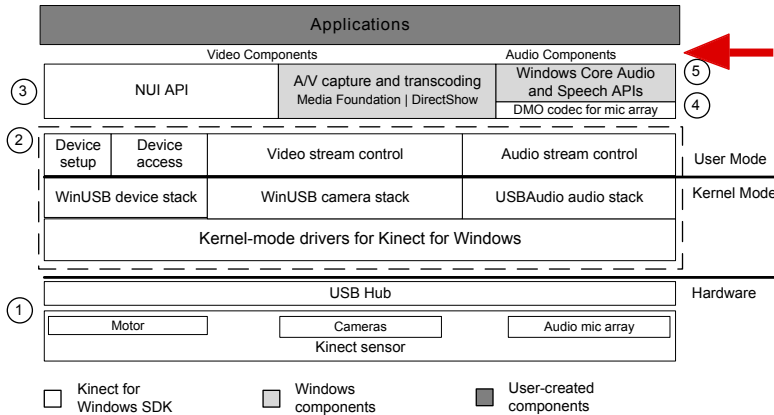 Applications
Video Components
Audio Components
3
NUI API
A/V capture and transcoding
Media Foundation | DirectShow
Windows Core Audio
and Speech APIs
5
DMO codec for mic array
4
2
Device
setup
Device
access
Video stream control
Audio stream control
User Mode
WinUSB device stack
WinUSB camera stack
USBAudio audio stack
Kernel Mode
Kernel-mode drivers for Kinect for Windows
Hardware
1
USB Hub
Motor
Cameras
Audio mic array
Kinect sensor
Kinect for
Windows SDK
Windows
components
User-created
components